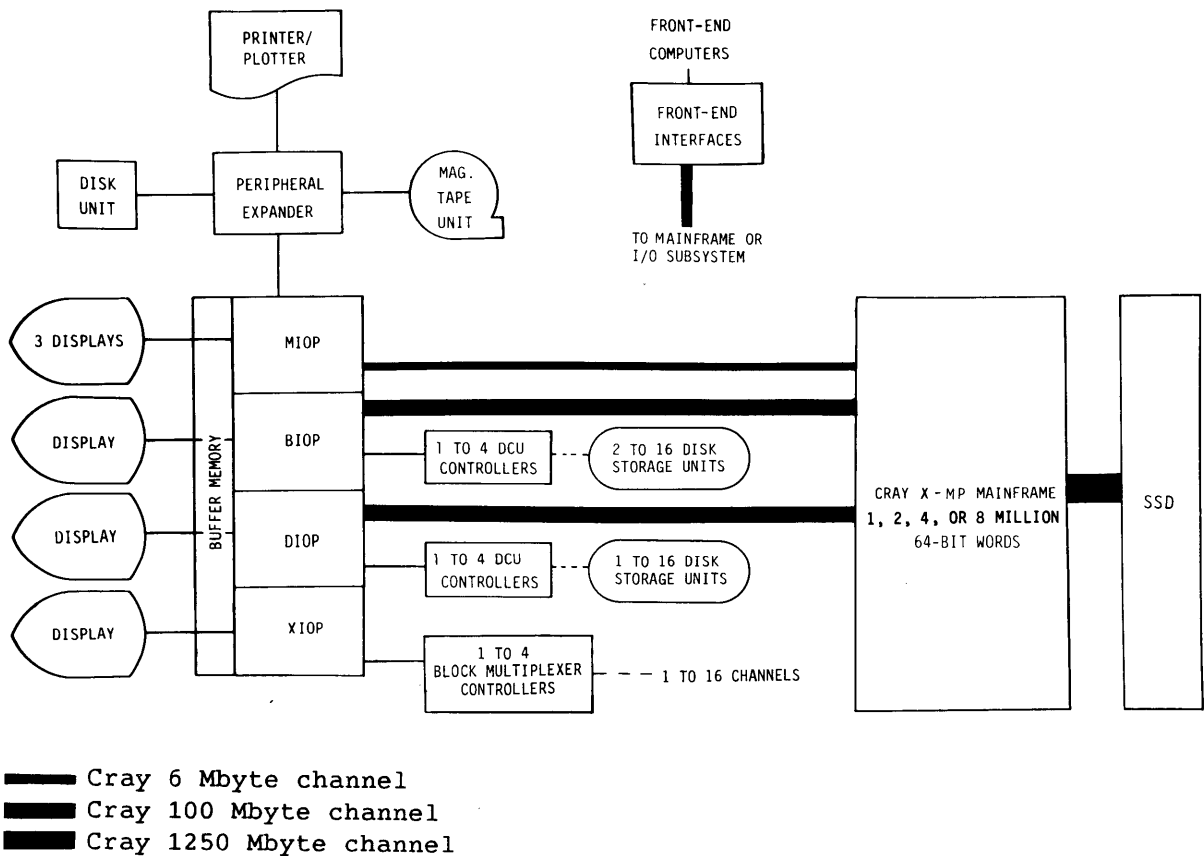 PRINTER/
PLOTTER
FRONT-END
COMPUTERS
FRONT-END
INTERFACES
DISK
UNIT
PERIPHERAL
EXPANDER
MAG.
TAPE
UNIT
TO MAINFRAME OR
I/O SUBSYSTEM
3 DISPLAYS
MIOP
DISPLAY
BUFFER MEMORY
BIOP
1 TO 4 DCU
CONTROLLERS
2 TO 16 DISK
STORAGE UNITS
CRAY X-MP MAINFRAME
1, 2, 4, OR 8 MILLION
64-BIT WORDS
SSD
DISPLAY
DIOP
1 TO 4 DCU
CONTROLLERS
1 TO 16 DISK
STORAGE UNITS
DISPLAY
XIOP
1 TO 4
BLOCK MULTIPLEXER
CONTROLLERS
1 TO 16 CHANNELS
Cray 6 Mbyte channel
Cray 100 Mbyte channel
Cray 1250 Mbyte channel